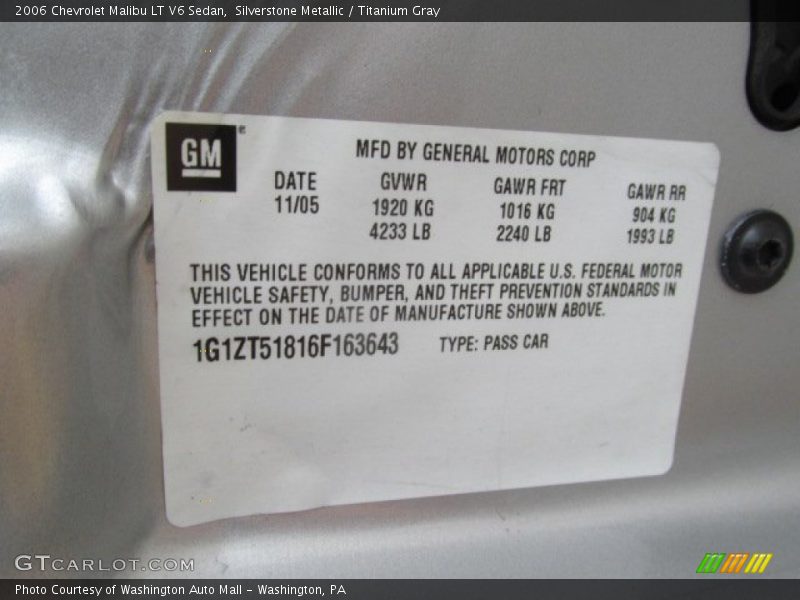 2006 Chevrolet Malibu LT V6 Sedan, Silverstone Metallic / Titanium Gray
GM ®
MFD BY GENERAL MOTORS CORP
DATE GVWR GAWR FRT GAWR RR
11/05 1920 KG 1016 KG 904 KG
4233 LB 2240 LB 1993 LB
THIS VEHICLE CONFORMS TO ALL APPLICABLE U.S. FEDERAL MOTOR
VEHICLE SAFETY, BUMPER, AND THEFT PREVENTION STANDARDS IN
EFFECT ON THE DATE OF MANUFACTURE SHOWN ABOVE.
1G1ZT51816F163643 TYPE: PASS CAR
GTCARLOT.COM
Photo Courtesy of Washington Auto Mall - Washington, PA